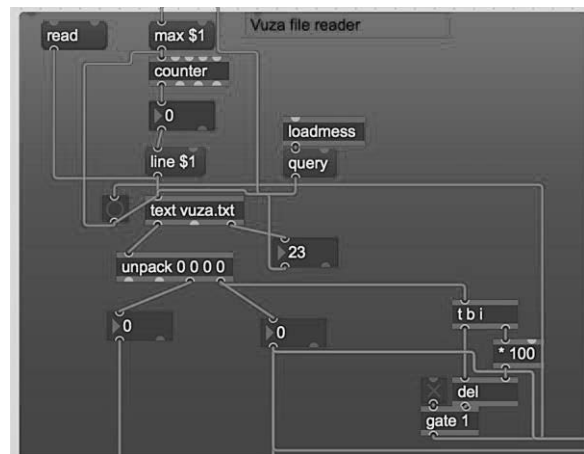 Vuza file reader
read
max $1
counter
0
loadmess
line $1
query
text vuza.txt
23
unpack 0 0 0 0
0
0
t b i
* 100
del
gate 1